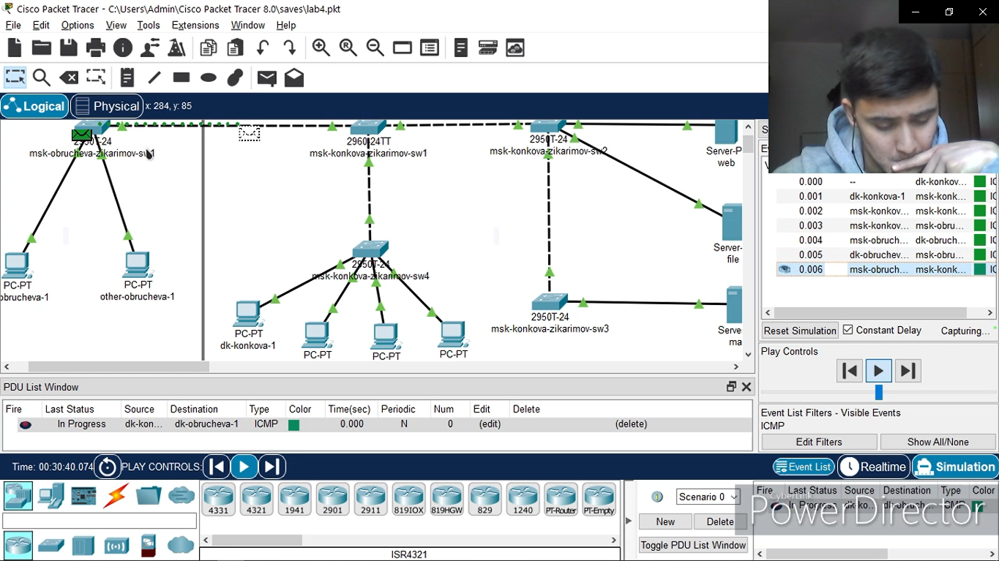 Cisco Packet Tracer - C:\Users\Admin\Cisco Packet Tracer 8.0\saves\lab4.pkt
File Edit Options View Tools Extensions Window Help
Logical Physical x: 284, y: 85
2950T-24
msk-obrucheva-zikarimov-sw1
2960-24TT
msk-konkova-zikarimov-sw1
2950T-24
msk-konkova-zikarimov-sw2
Server-P
web
Server-
file
2950T-24
msk-konkova-zikarimov-sw4
PC-PT
obrucheva-1
PC-PT
other-obrucheva-1
PC-PT
dk-konkova-1
PC-PT
PC-PT
PC-PT
2950T-24
msk-konkova-zikarimov-sw3
Serve
ma
0.000 -- dk-konkov... IC
0.001 dk-konkova-1 msk-konk... IC
0.002 msk-konkov... msk-konk... IC
0.003 msk-konkov... msk-obru... IC
0.004 msk-obruch... dk-obruch... IC
0.005 dk-obruchev... msk-obru... IC
0.006 msk-obruch... msk-konk... IC
Reset Simulation Constant Delay Capturing...
Play Controls
Event List Filters - Visible Events
ICMP
Edit Filters Show All/None
PDU List Window
Fire Last Status Source Destination Type Color Time(sec) Periodic Num Edit Delete
In Progress dk-kon... dk-obrucheva-1 ICMP 0.000 N 0 (edit) (delete)
Time: 00:30:40.074 PLAY CONTROLS: Event List Realtime Simulation
4331 4321 1941 2901 2911 819IOX 819HGW 829 1240 PT-Router PT-Empty
ISR4321
Scenario 0
New Delete
Toggle PDU List Window
Fire Last Status Source Destination Type Color
In Progress dk-ko... dk-obruch... ICMP
CyberLink
PowerDirector